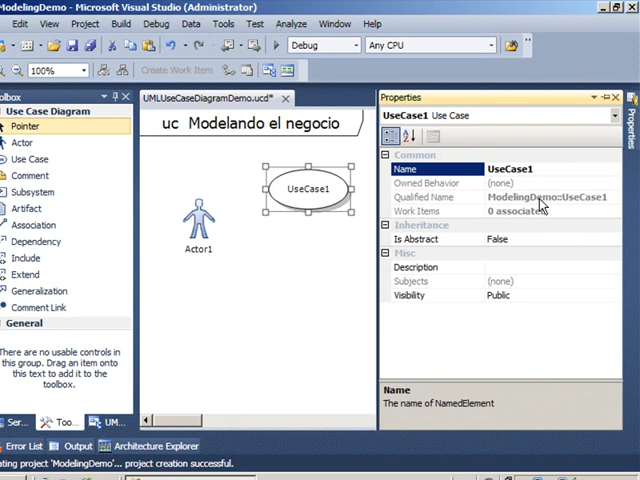 ModelingDemo - Microsoft Visual Studio (Administrator)
Edit View Project Build Debug Data Tools Architecture Test Analyze Window Help
Debug Any CPU
100% Create Work Item
Use Case Diagram
Pointer
Actor
Use Case
Comment
Subsystem
Artifact
Association
Dependency
Include
Extend
Generalization
Comment Link
General
There are no usable controls in
this group. Drag an item onto
this text to add it to the
toolbox.
Ser... Too... UM...
UMLUseCaseDiagramDemo.ucd*
uc Modelando el negocio
UseCase1
Actor1
Properties
UseCase1 Use Case
Common
Name UseCase1
Owned Behavior (none)
Qualified Name ModelingDemo::UseCase1
Work Items 0 associated
Inheritance
Is Abstract False
Misc
Description
Subjects (none)
Visibility Public
Name
The name of NamedElement
Properties
Error List Output Architecture Explorer
ating project 'ModelingDemo'... project creation successful.